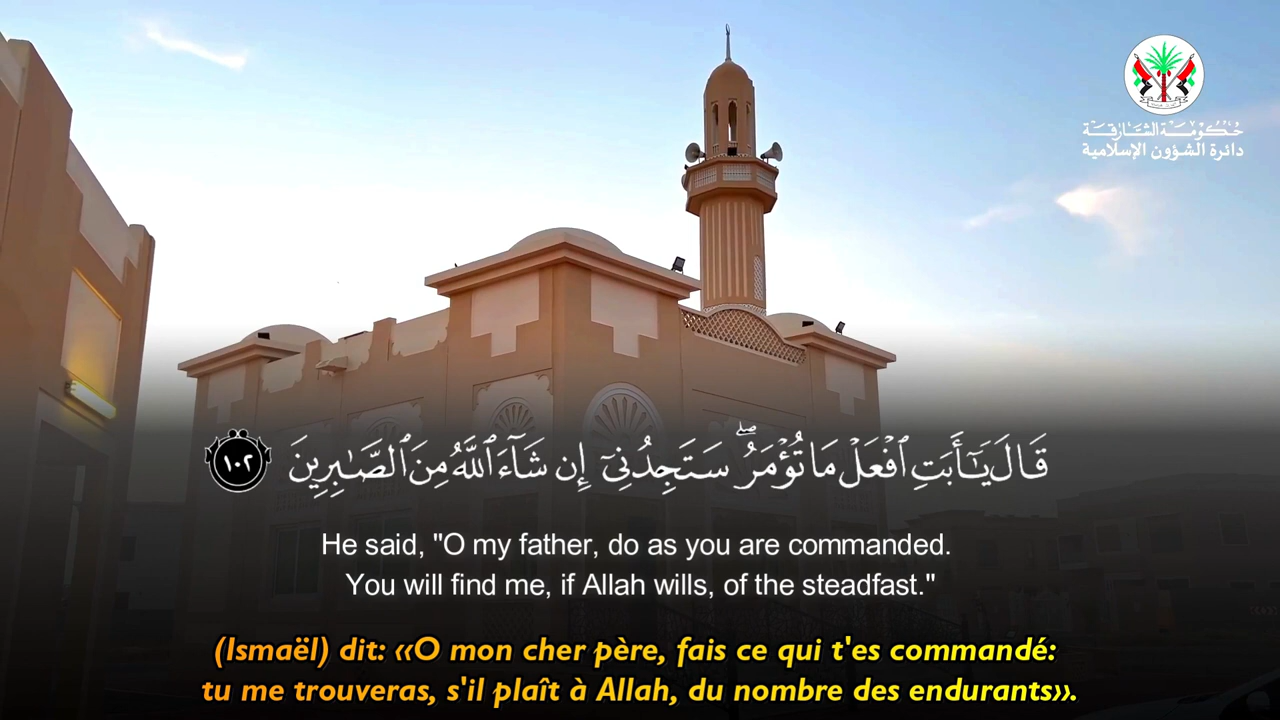 حكومة الشارقة
دائرة الشؤون الإسلامية
قَالَ يَٰٓأَبَتِ ٱفۡعَلۡ مَا تُؤۡمَرُۖ سَتَجِدُنِيٓ إِن شَآءَ ٱللَّهُ مِنَ ٱلصَّٰبِرِينَ ١٠٢
He said, "O my father, do as you are commanded.
You will find me, if Allah wills, of the steadfast."
(Ismaël) dit: «O mon cher père, fais ce qui t'es commandé:
tu me trouveras, s'il plaît à Allah, du nombre des endurants».